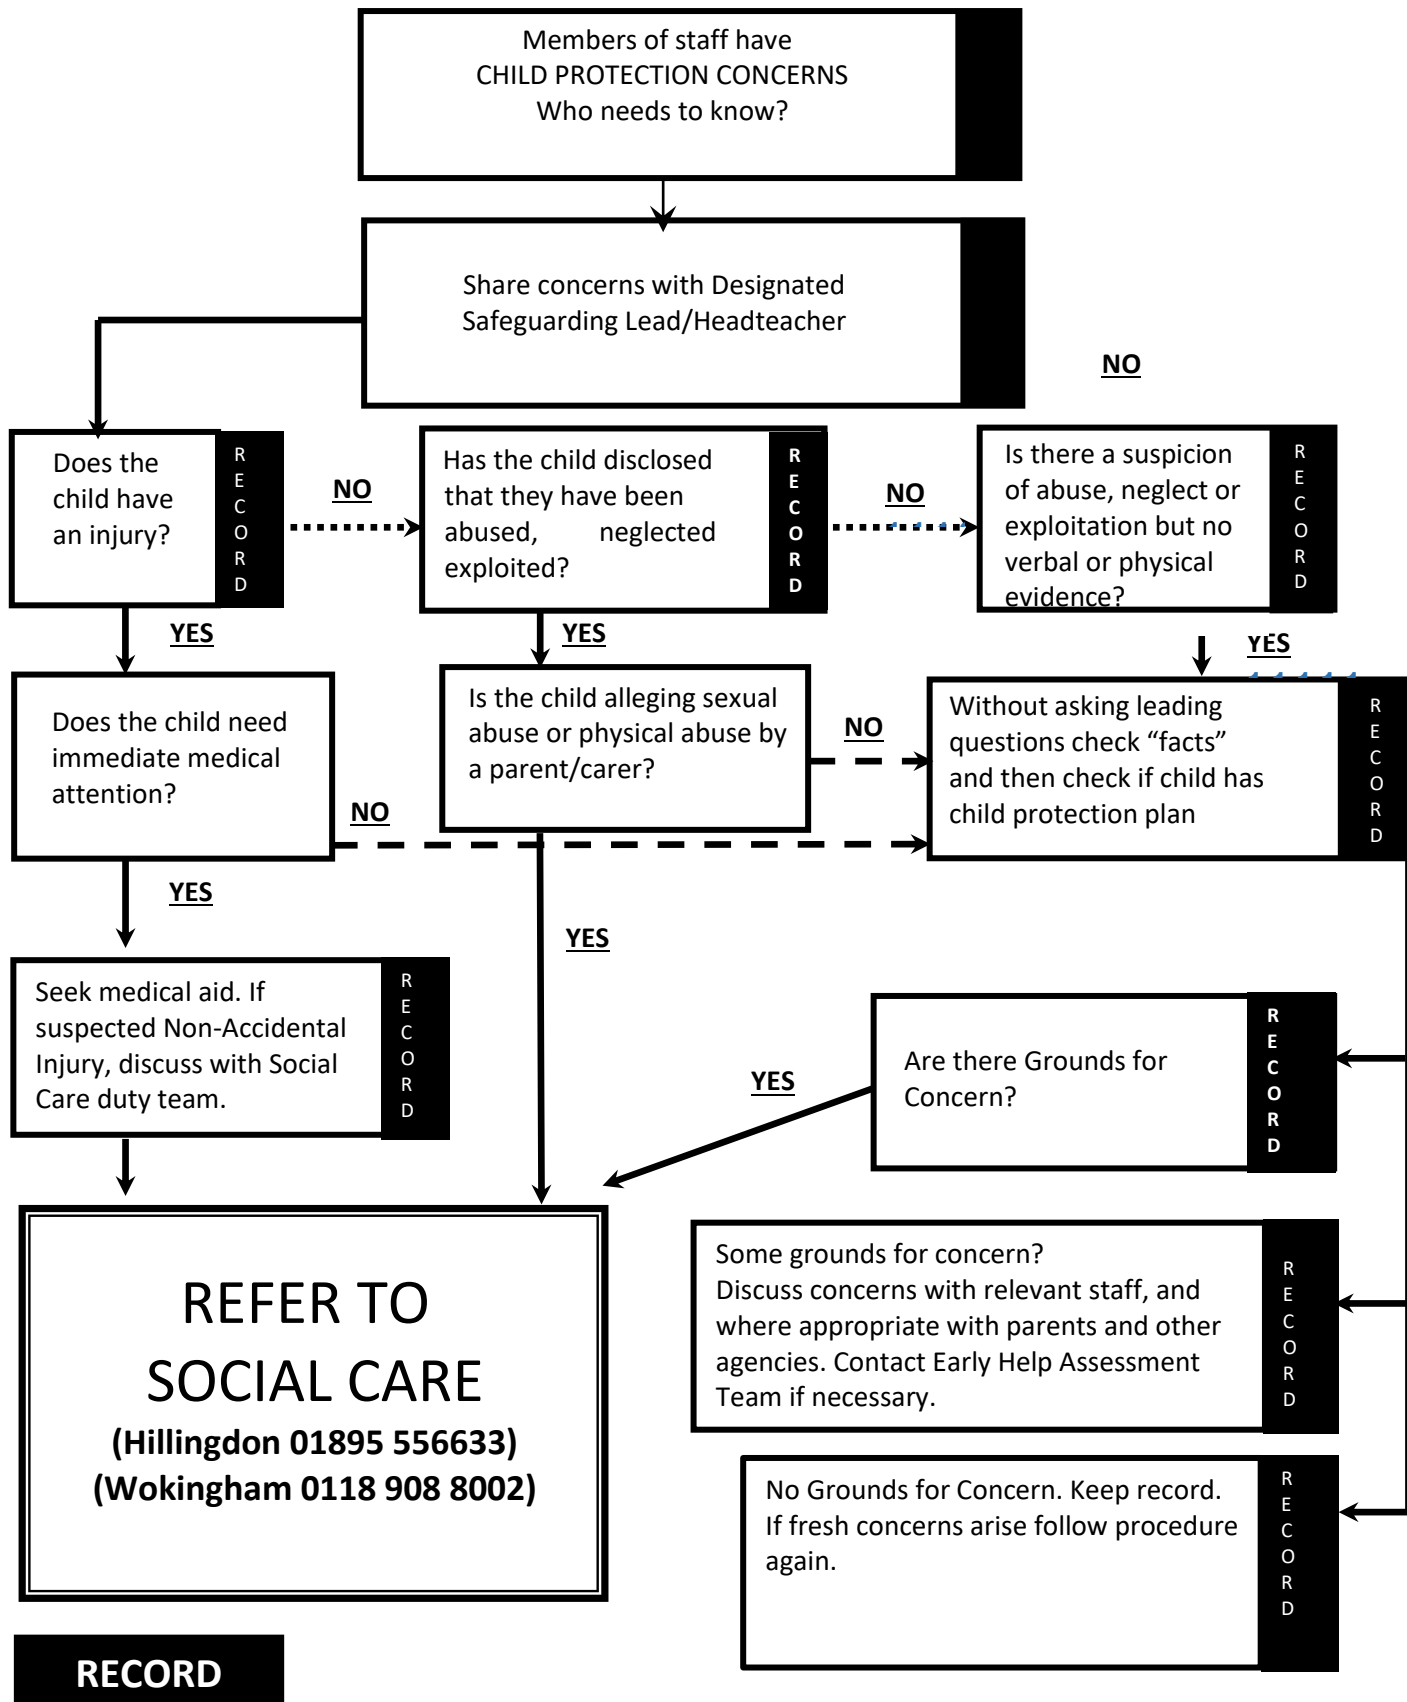 Members of staff have
CHILD PROTECTION CONCERNS
Who needs to know?
Share concerns with Designated
Safeguarding Lead/Headteacher
NO
Does the
child have
an injury?
RECORD
NO
Has the child disclosed
that they have been
abused, neglected
exploited?
RECORD
NO
Is there a suspicion
of abuse, neglect or
exploitation but no
verbal or physical
evidence?
RECORD
YES
YES
YES
Does the child need
immediate medical
attention?
NO
Is the child alleging sexual
abuse or physical abuse by
a parent/carer?
NO
Without asking leading
questions check “facts”
and then check if child has
child protection plan
RECORD
YES
YES
Seek medical aid. If
suspected Non-Accidental
Injury, discuss with Social
Care duty team.
RECORD
Are there Grounds for
Concern?
RECORD
YES
REFER TO
SOCIAL CARE
(Hillingdon 01895 556633)
(Wokingham 0118 908 8002)
Some grounds for concern?
Discuss concerns with relevant staff, and
where appropriate with parents and other
agencies. Contact Early Help Assessment
Team if necessary.
RECORD
No Grounds for Concern. Keep record.
If fresh concerns arise follow procedure
again.
RECORD
RECORD